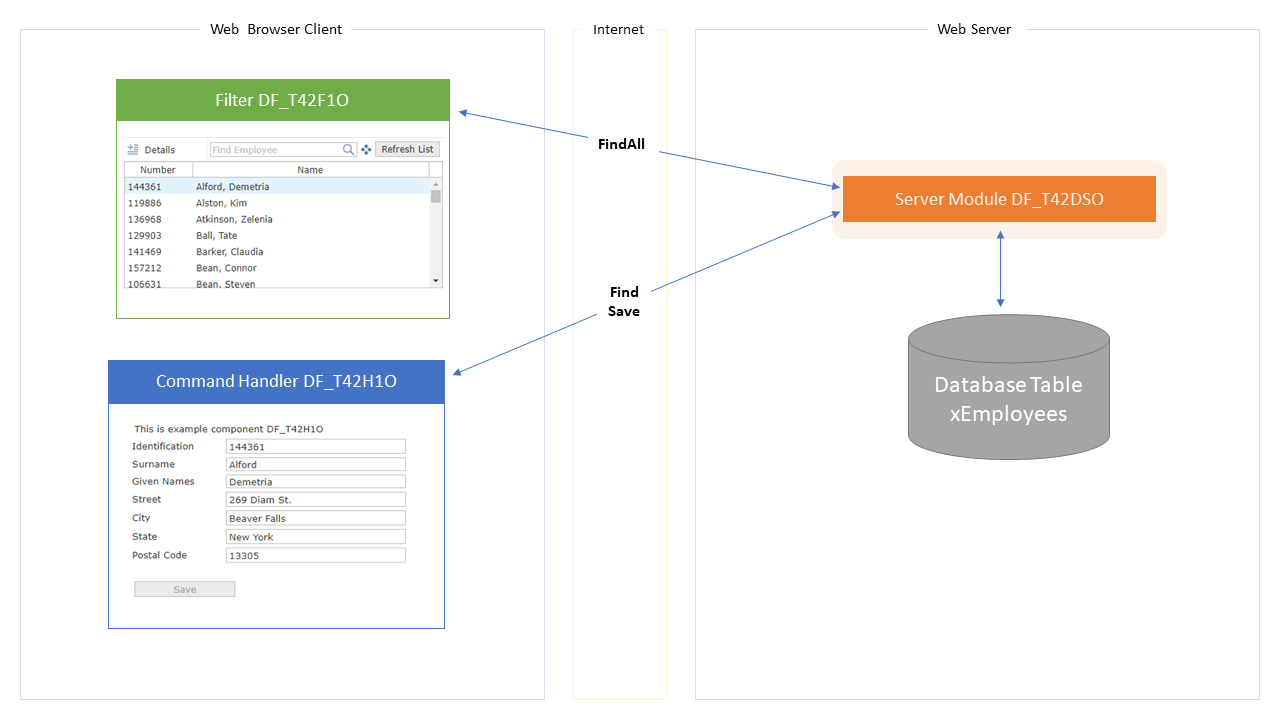 Web Browser Client
Internet
Web Server
Filter DF_T42F1O
Details
Find Employee
Refresh List
Number Name
144361 Alford, Demetria
119886 Alston, Kim
136968 Atkinson, Zelenia
129903 Ball, Tate
141469 Barker, Claudia
157212 Bean, Connor
106631 Bean, Steven
FindAll
Server Module DF_T42DSO
Find
Save
Database Table
xEmployees
Command Handler DF_T42H1O
This is example component DF_T42H1O
Identification 144361
Surname Alford
Given Names Demetria
Street 269 Diam St.
City Beaver Falls
State New York
Postal Code 13305
Save